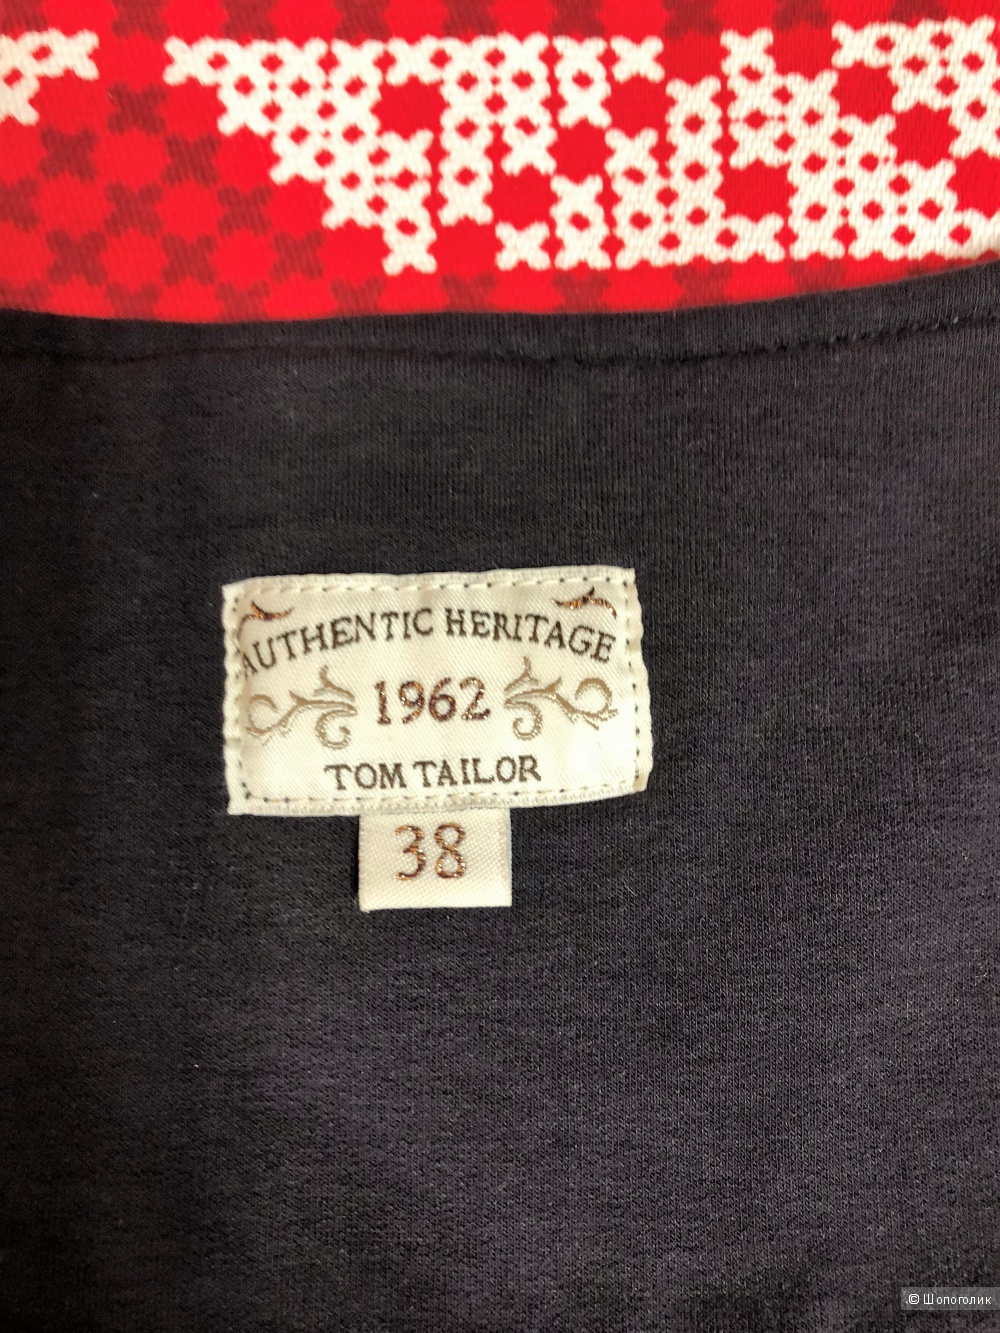 AUTHENTIC HERITAGE
1962
TOM TAILOR
38
© Шопоголик